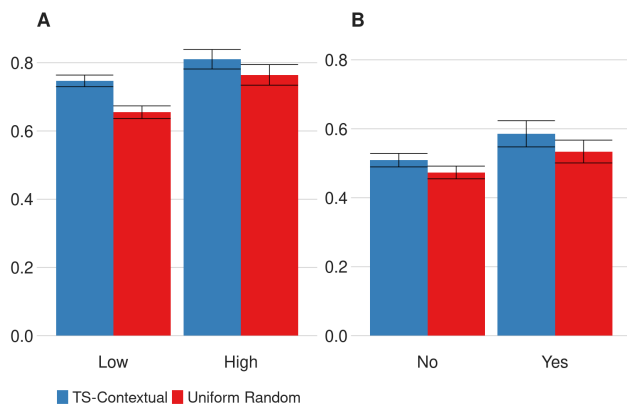 A
B
0.8
0.6
0.4
0.2
0.0
Low
High
0.8
0.6
0.4
0.2
0.0
No
Yes
TS-Contextual
Uniform Random